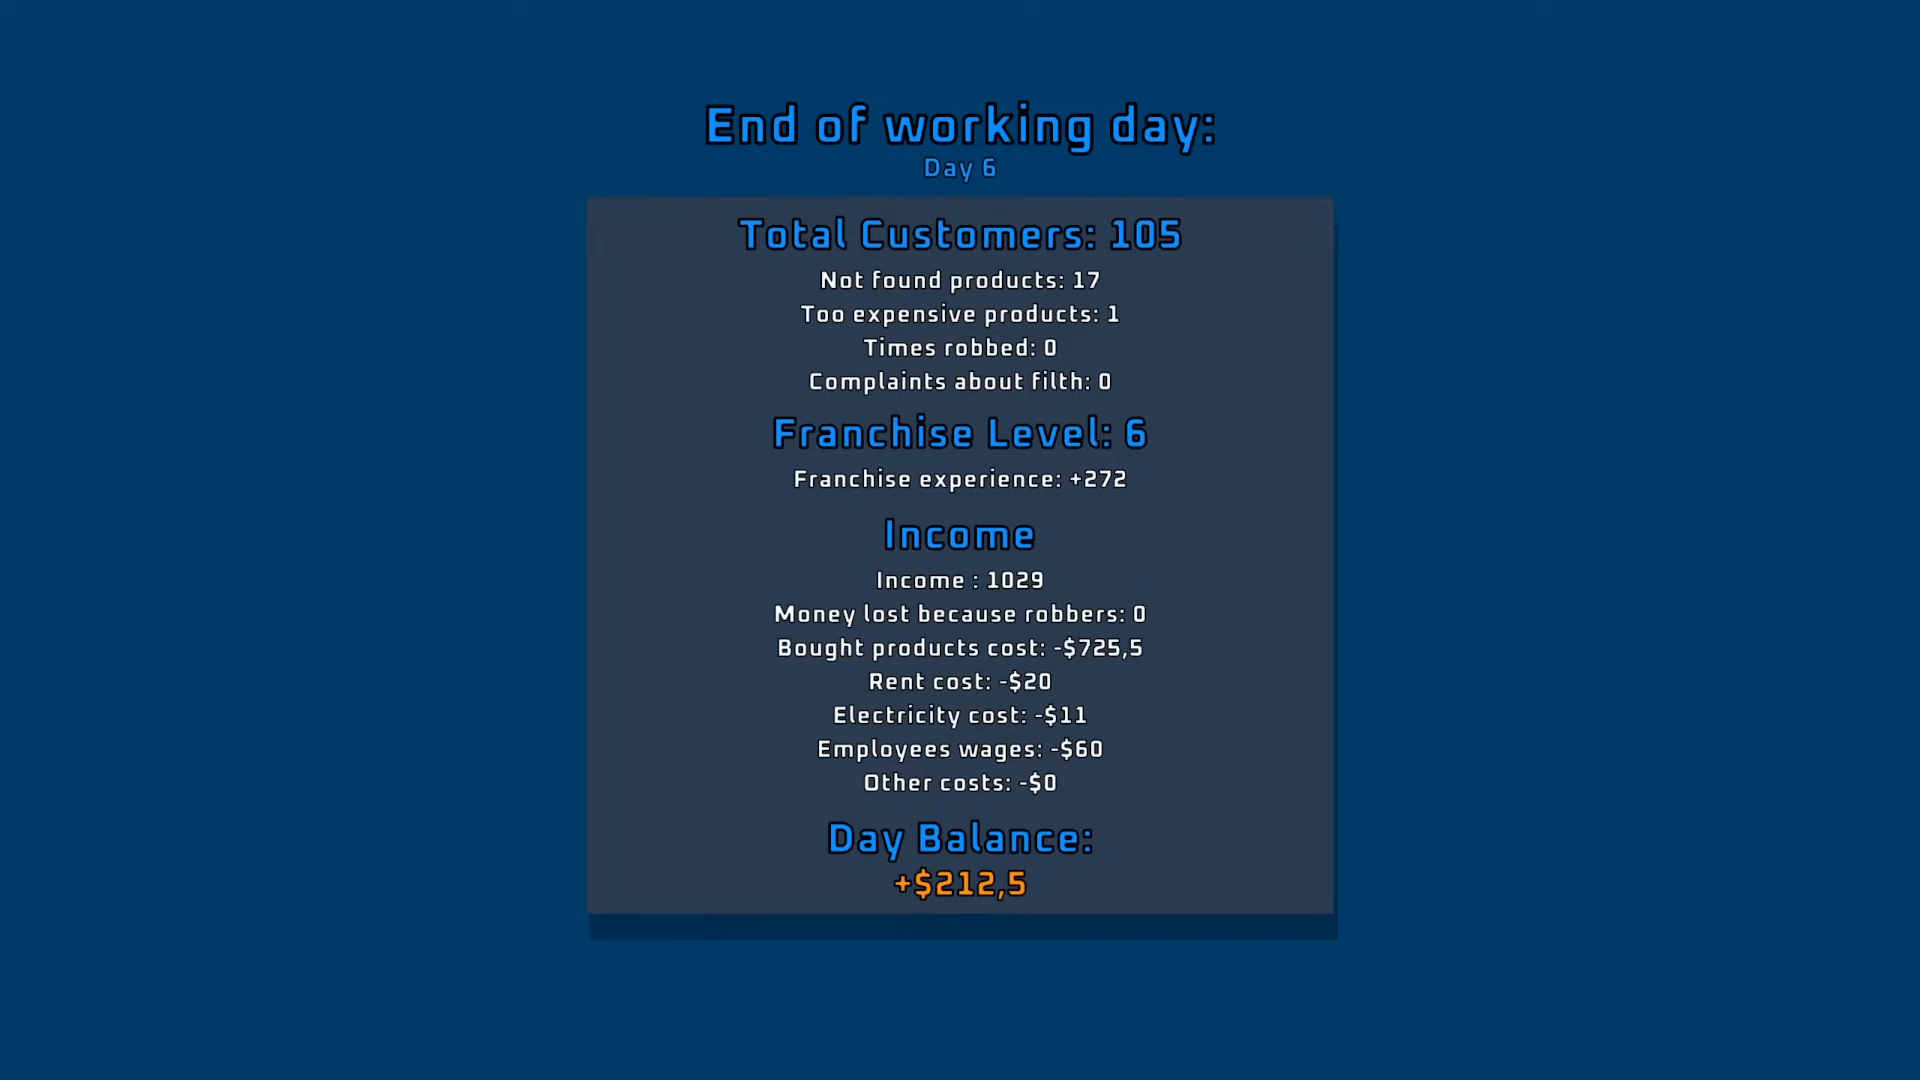 End of working day:
Day 6
Total Customers: 105
Not found products: 17
Too expensive products: 1
Times robbed: 0
Complaints about filth: 0
Franchise Level: 6
Franchise experience: +272
Income
Income : 1029
Money lost because robbers: 0
Bought products cost: -$725,5
Rent cost: -$20
Electricity cost: -$11
Employees wages: -$60
Other costs: -$0
Day Balance:
+$212,5